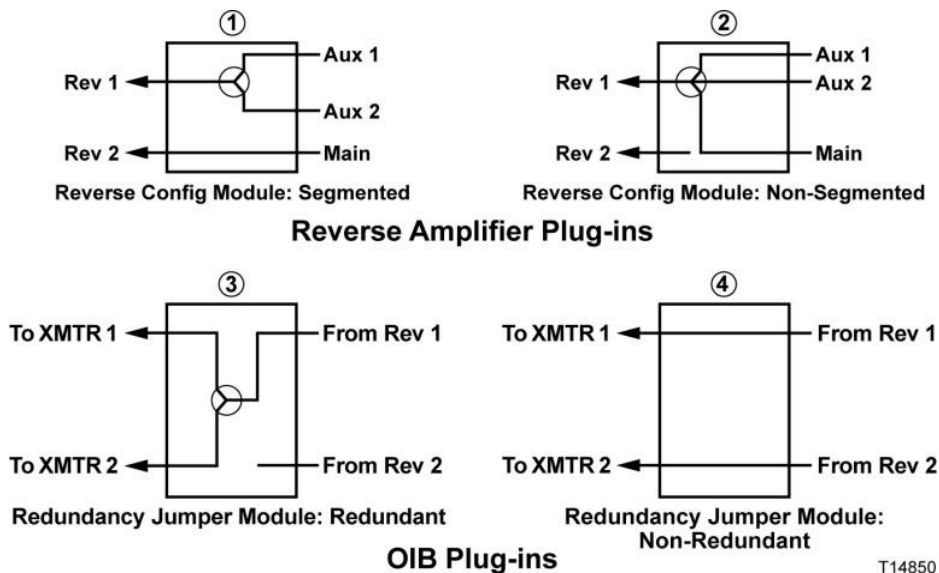 ① ②
Rev 1 Aux 1 Rev 1 Aux 1
Aux 2
Aux 2
Rev 2 Main Rev 2 Main
Reverse Config Module: Segmented Reverse Config Module: Non-Segmented
Reverse Amplifier Plug-ins
③ ④
To XMTR 1 From Rev 1 To XMTR 1 From Rev 1
To XMTR 2 From Rev 2 To XMTR 2 From Rev 2
Redundancy Jumper Module: Redundant Redundancy Jumper Module:
Non-Redundant
OIB Plug-ins
T14850